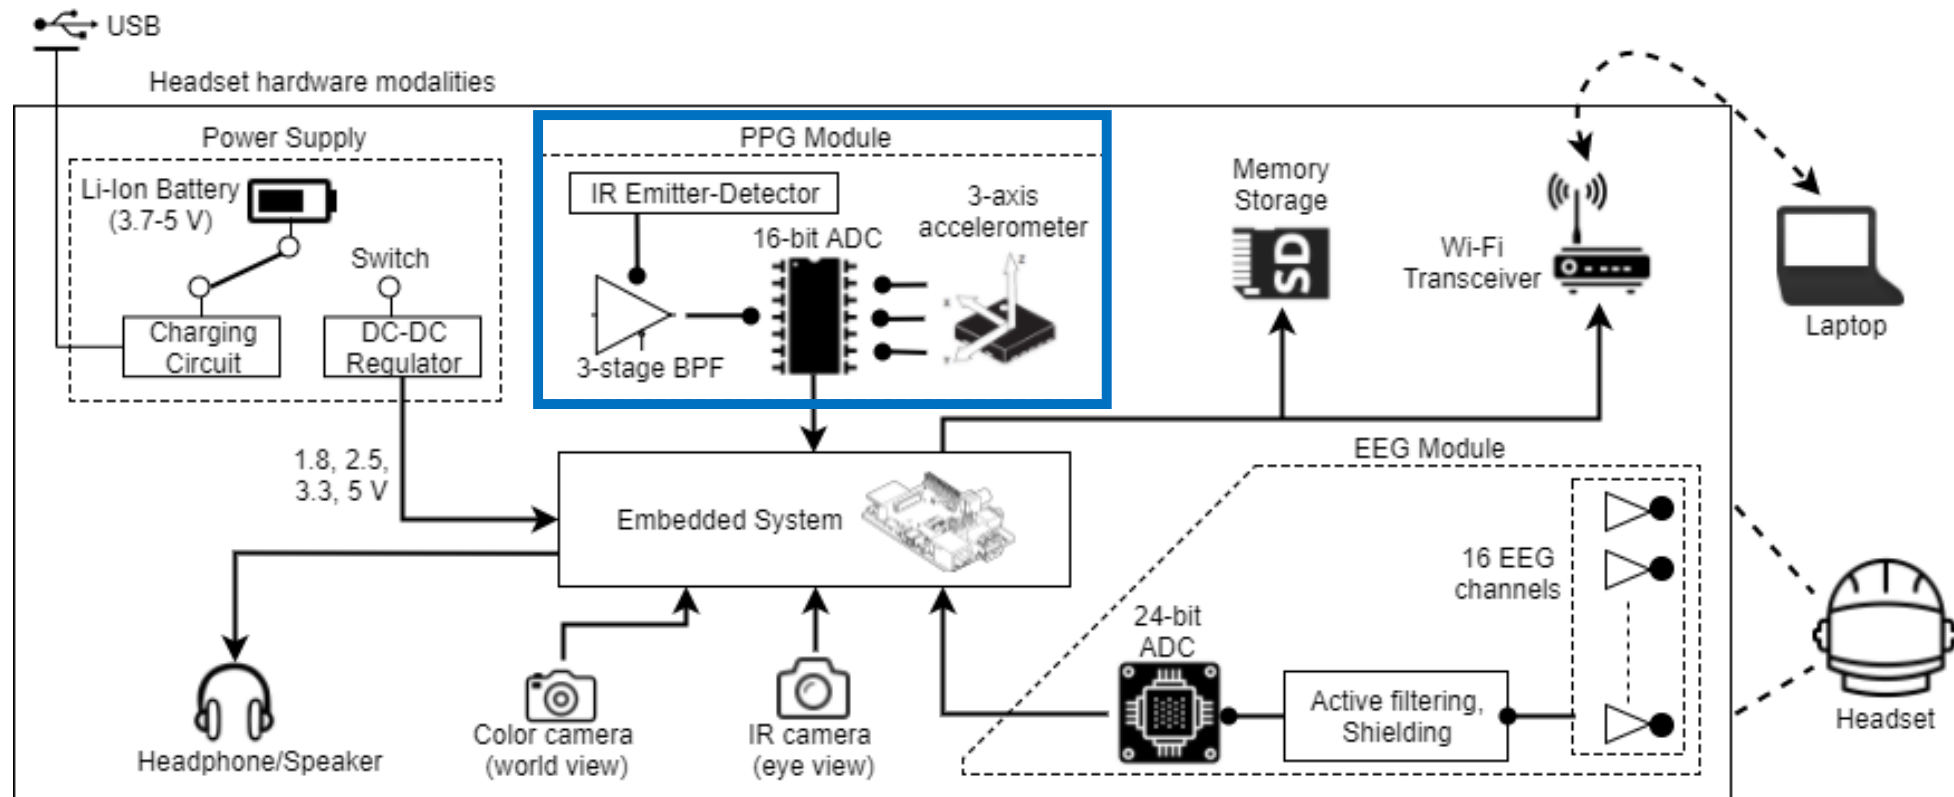 USB
Headset hardware modalities
Power Supply
Li-Ion Battery
(3.7-5 V)
Switch
Charging
Circuit
DC-DC
Regulator
1.8, 2.5,
3.3, 5 V
PPG Module
IR Emitter-Detector
16-bit ADC
3-axis
accelerometer
z
x
Y
3-stage BPF
Memory
Storage
SD
Wi-Fi
Transceiver
Laptop
Embedded System
EEG Module
16 EEG
channels
24-bit
ADC
Active filtering,
Shielding
Headset
Headphone/Speaker
Color camera
(world view)
IR camera
(eye view)